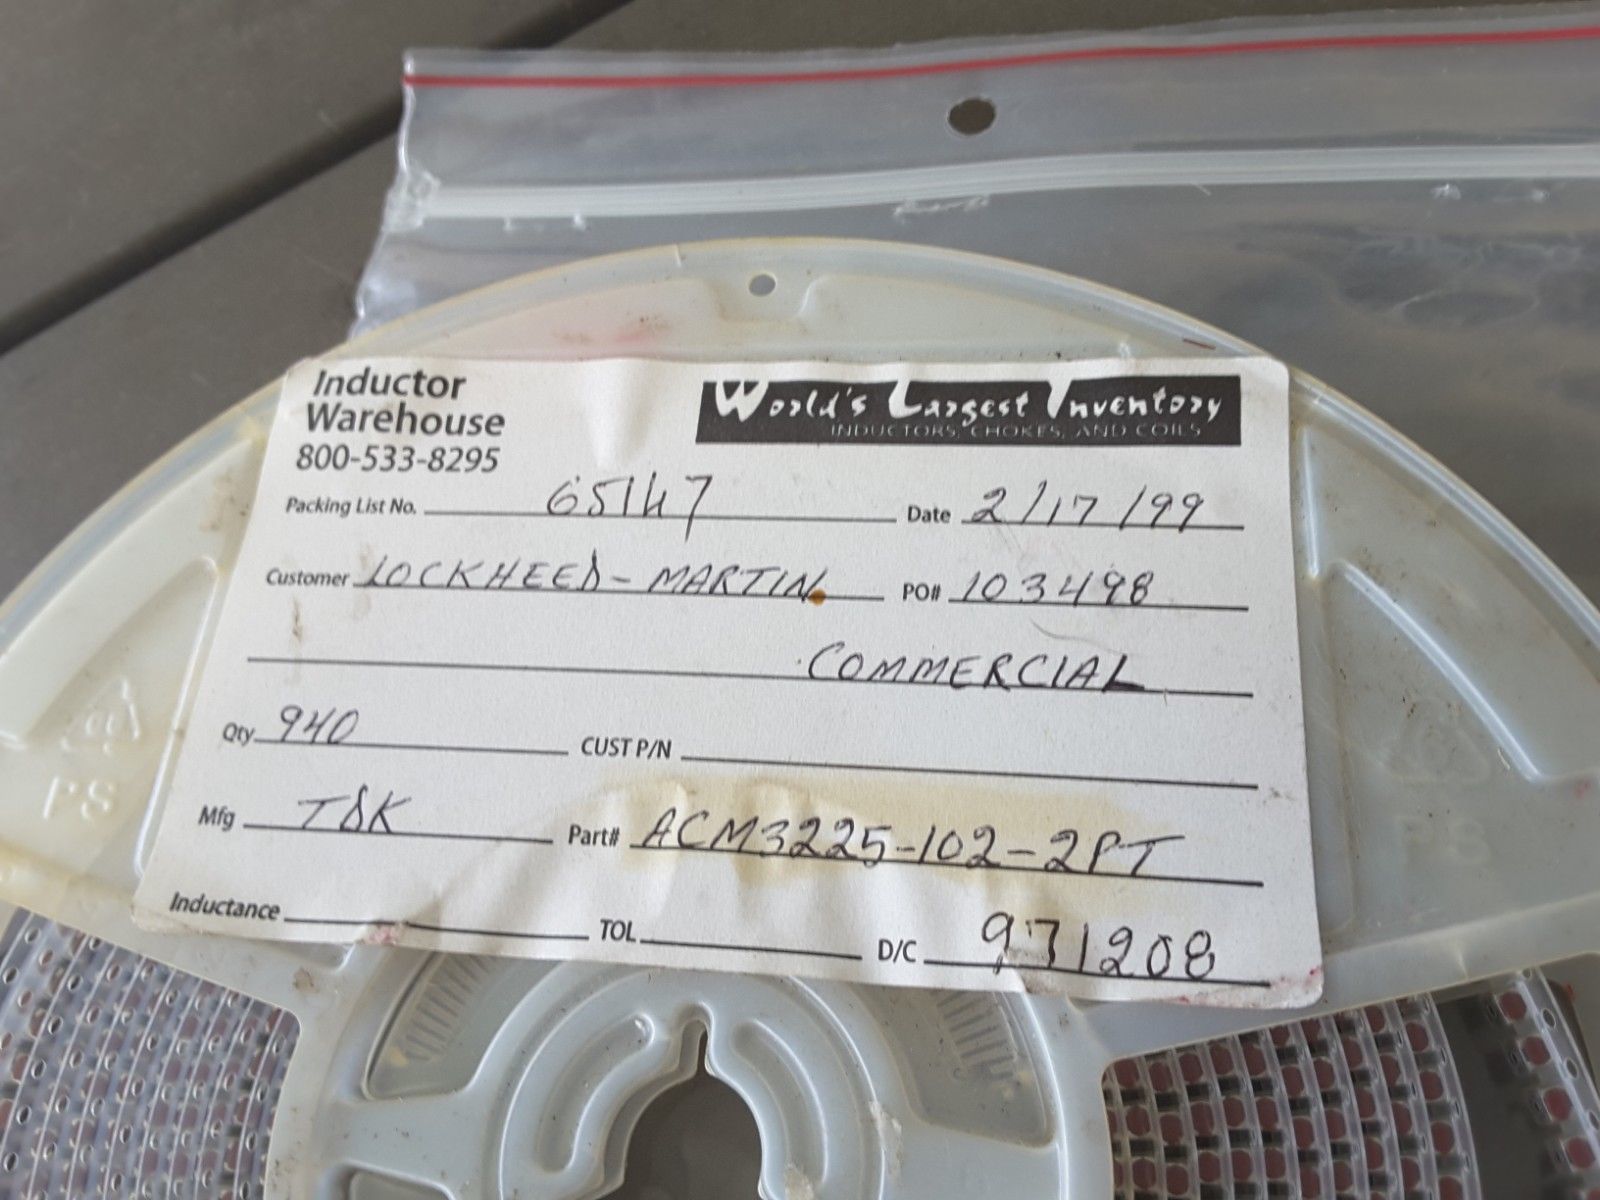 Inductor
Warehouse
800-533-8295
World's Largest Inventory
INDUCTORS, CHOKES, AND COILS
Packing List No. 65147 Date 2/17/99
Customer LOCKHEED-MARTIN PO# 103498
COMMERCIAL
Qty 940 CUST P/N
Mfg TDK Part# ACM3225-102-2PT
Inductance TOL D/C 971208
PS
PS